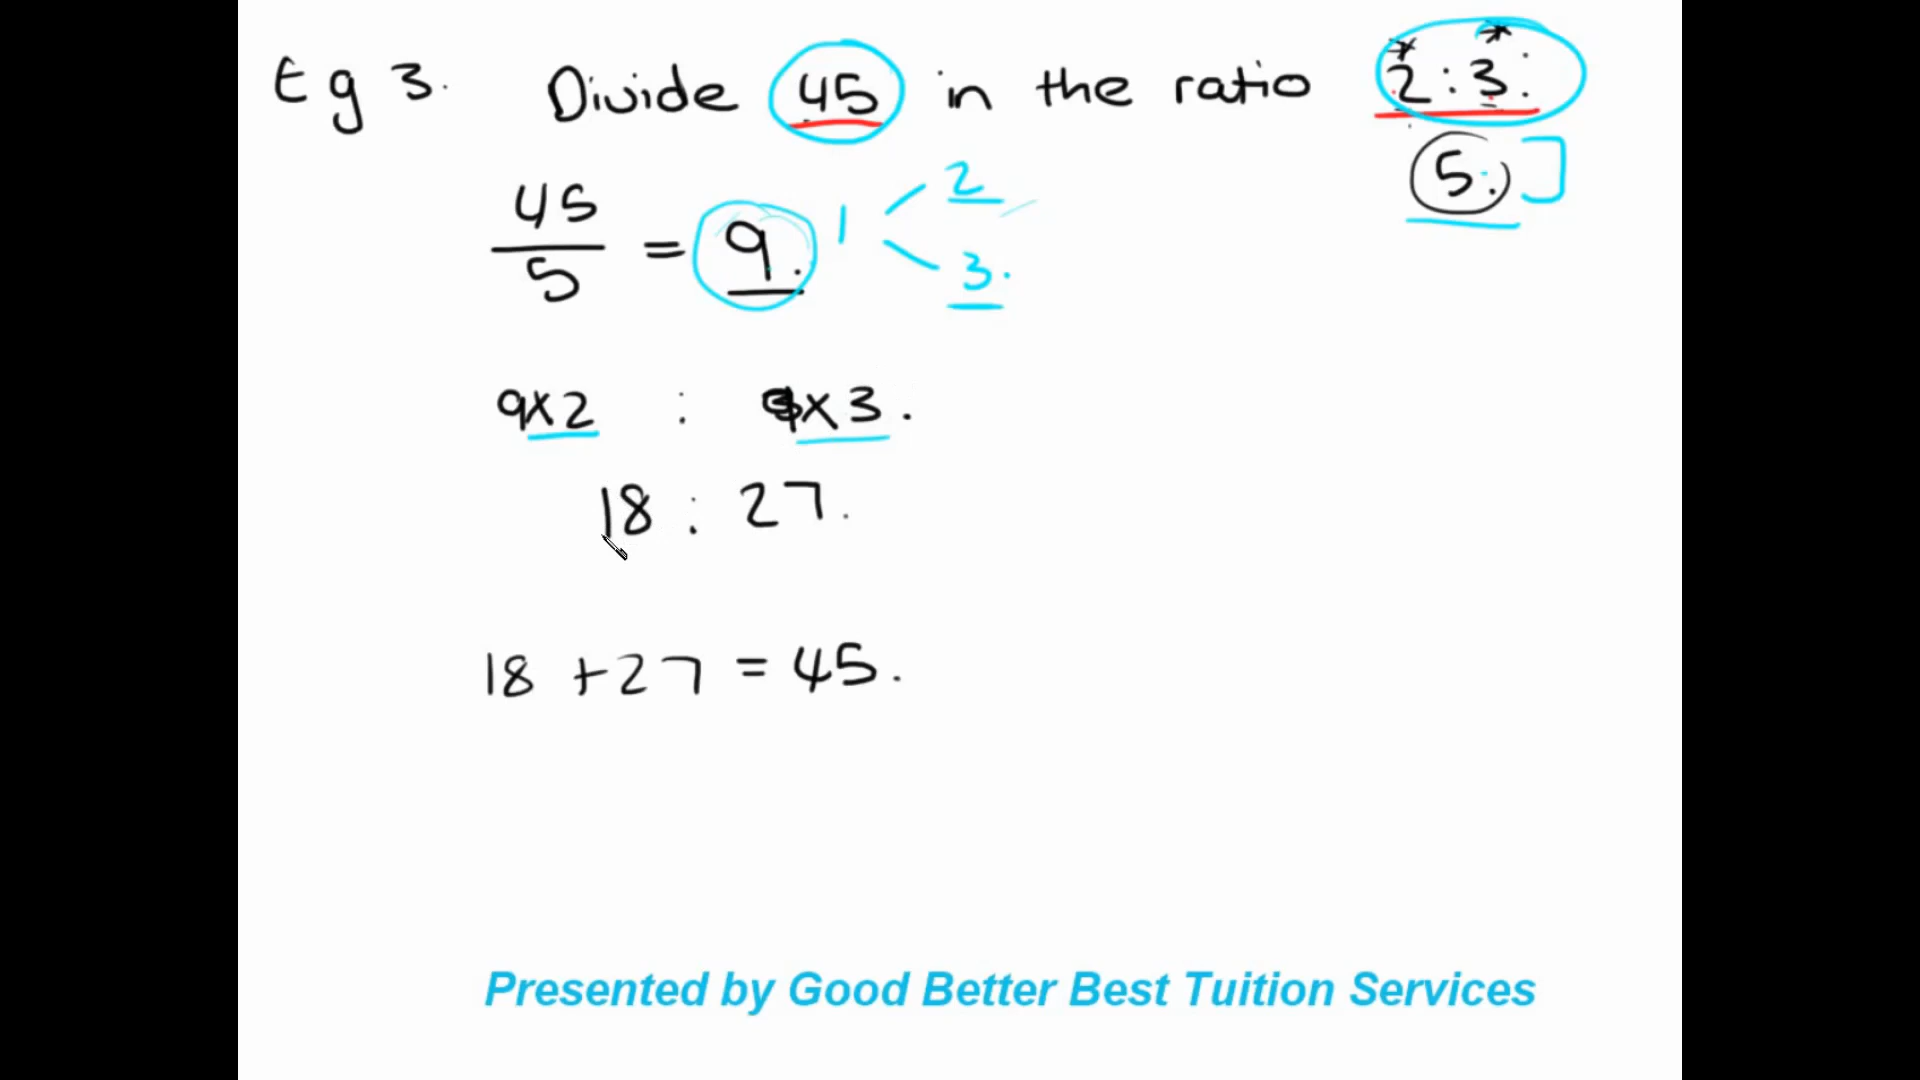 Eg 3. Divide 45 in the ratio 2:3.
5.
45/5 = 9. 1 2
3.
9x2 : 9x3.
18 : 27.
18 + 27 = 45.
Presented by Good Better Best Tuition Services